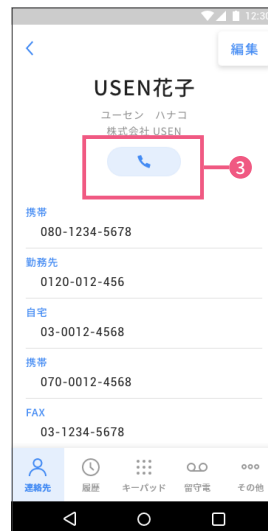 12:30
編集
USEN花子
ユーセン ハナコ
株式会社 USEN
3
携帯
080-1234-5678
勤務先
0120-012-456
自宅
03-0012-4568
携帯
070-0012-4568
FAX
03-1234-5678
連絡先 履歴 キーパッド 留守電 その他